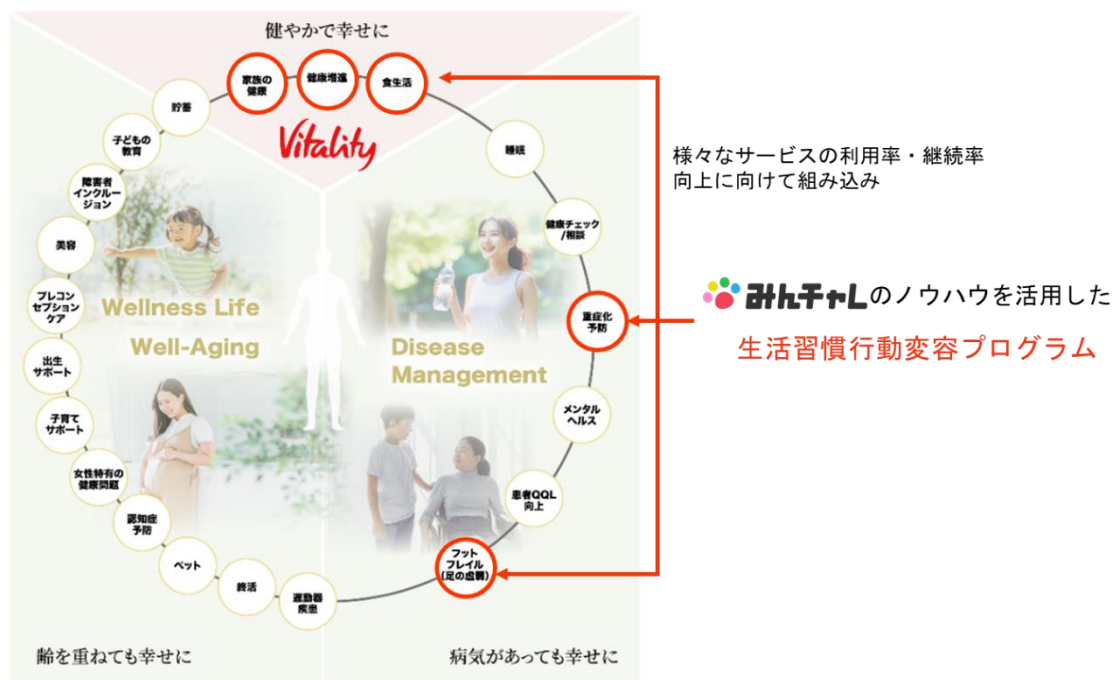 健やかで幸せに
家族の
健康
健康増進
食生活
貯蓄
Vitality
子どもの
教育
睡眠
様々なサービスの利用率・継続率
向上に向けて組み込み
障害者
インクルー
ジョン
健康チェック
/相談
美容
プレコン
セプション
ケア
Wellness Life
Well-Aging
Disease
Management
重症化
予防
みんチャレのノウハウを活用した
生活習慣行動変容プログラム
出生
サポート
メンタル
ヘルス
子育て
サポート
女性特有の
健康問題
患者QQL
向上
認知症
予防
ペット
フット
フレイル
(足の虚弱)
終活
運動器
疾患
齢を重ねても幸せに
病気があっても幸せに